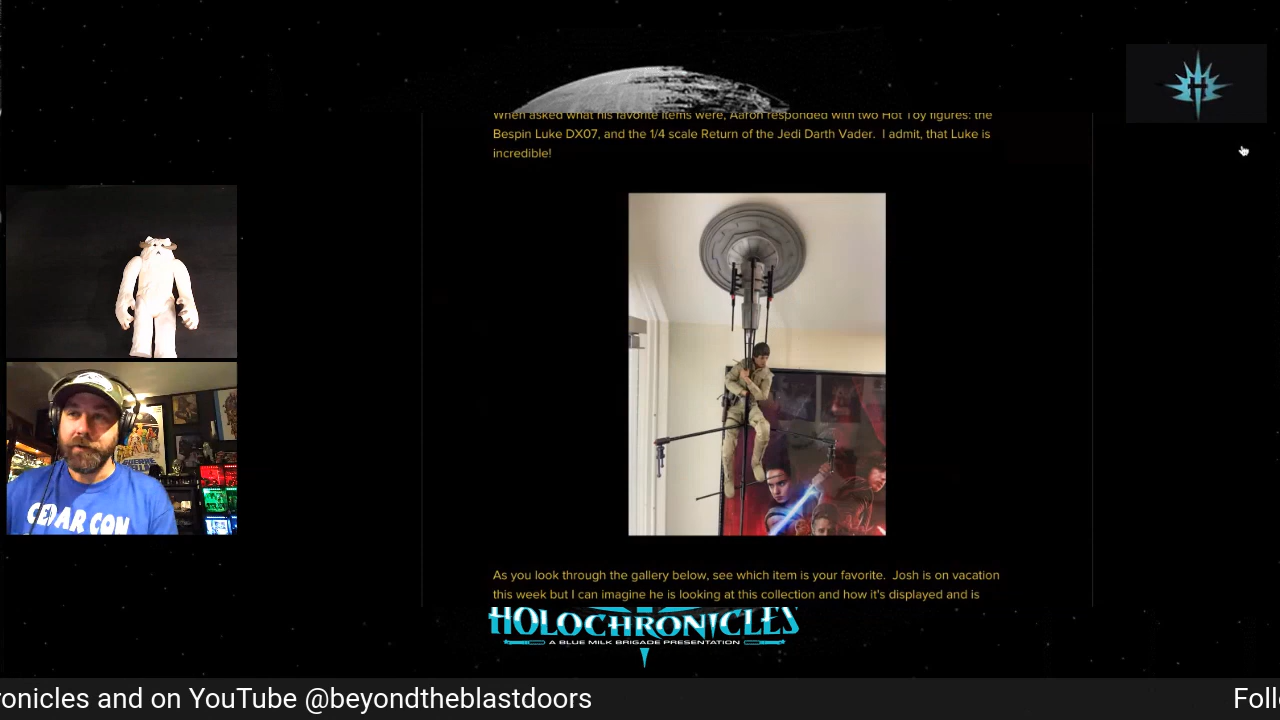 When asked what his favorite items were, Aaron responded with two Hot Toy figures: the
Bespin Luke DX07, and the 1/4 scale Return of the Jedi Darth Vader.  I admit, that Luke is
incredible!
CEDAR CON
As you look through the gallery below, see which item is your favorite.  Josh is on vacation
this week but I can imagine he is looking at this collection and how it's displayed and is
HOLOCHRONICLES
A BLUE MILK BRIGADE PRESENTATION
ronicles and on YouTube @beyondtheblastdoors
Foll